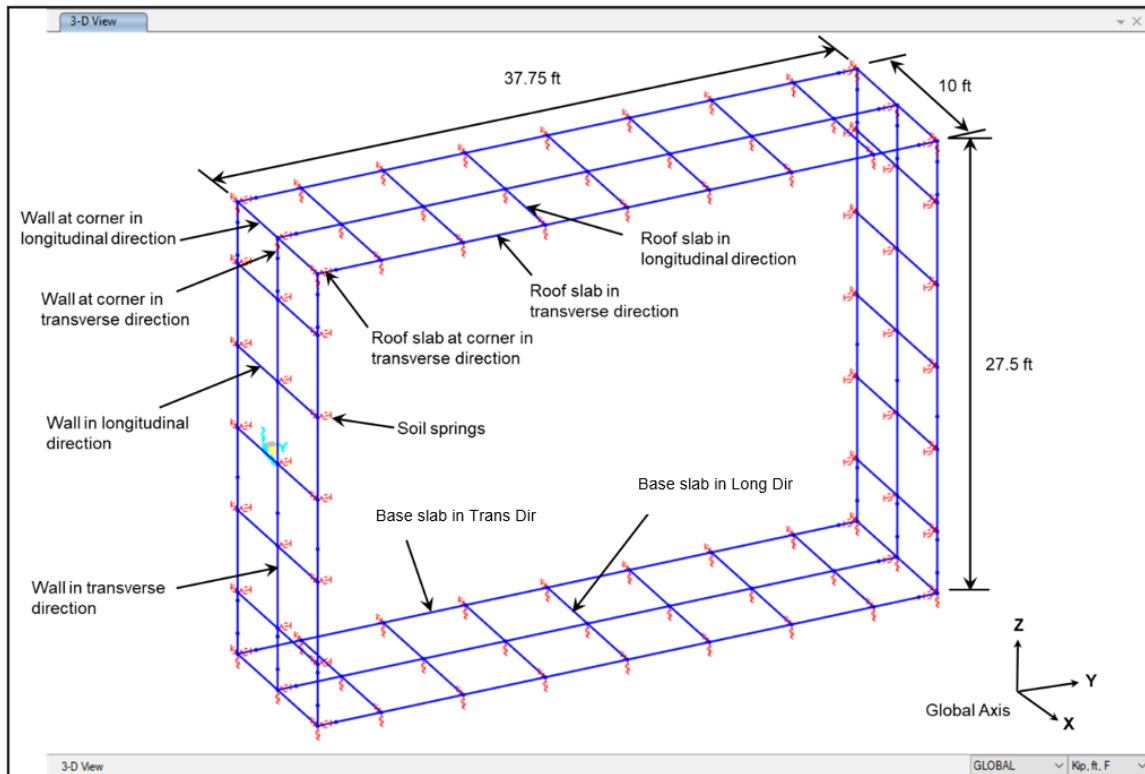 3-D View
37.75 ft
10 ft
Wall at corner in
longitudinal direction
Roof slab in
longitudinal direction
Wall at corner in
transverse direction
Roof slab in
transverse direction
Roof slab at corner in
transverse direction
27.5 ft
Wall in longitudinal
direction
Soil springs
Y
Base slab in Trans Dir
Base slab in Long Dir
Wall in transverse
direction
Z
Y
Global Axis
X
3-D View
GLOBAL
Kip, ft, F